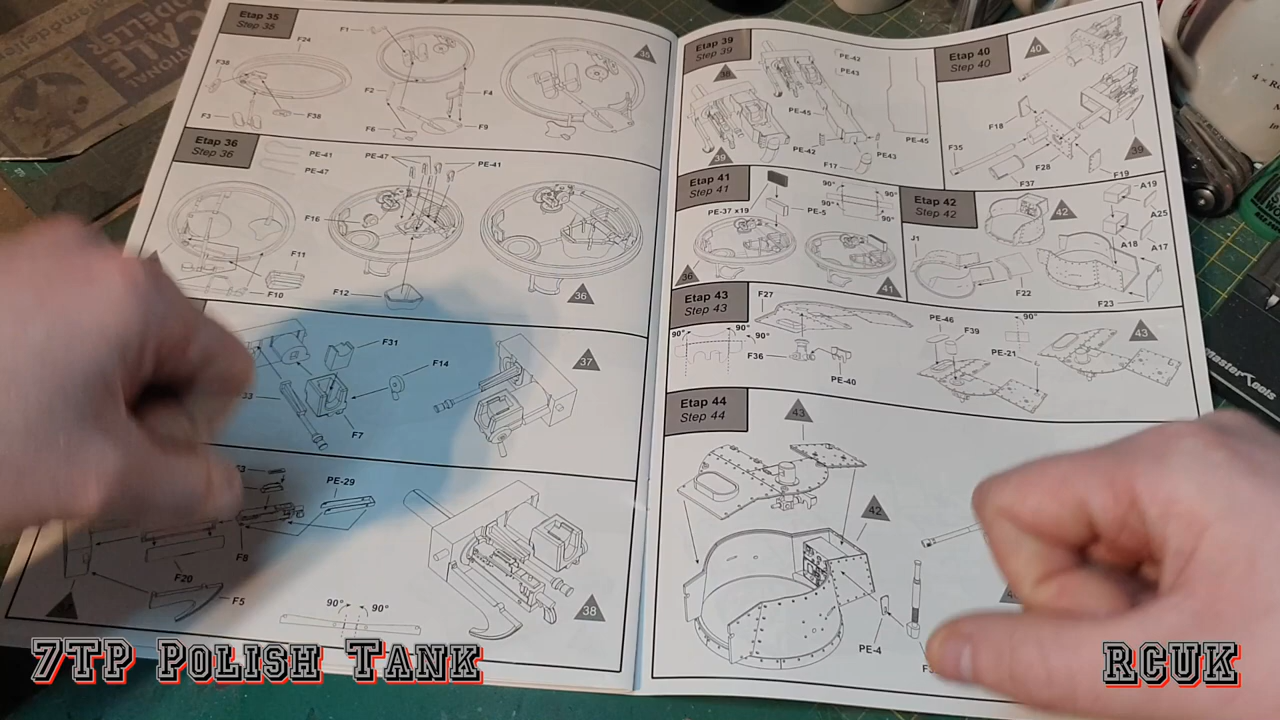 Etap 35
Step 35
F24
F38
F3
F38
F1
F2
F4
F6
F9
35
Etap 36
Step 36
PE-41
PE-47
PE-47
PE-41
F16
F11
F10
F12
36
F31
F14
F7
37
PE-29
F8
F20
F5
90°
90°
38
Etap 39
Step 39
38
PE-42
PE43
PE-45
PE-42
F17
PE43
PE-45
39
Etap 40
Step 40
40
F18
F35
F28
F37
F19
39
Etap 41
Step 41
PE-37 x19
PE-5
90°
90°
90°
90°
36
41
Etap 42
Step 42
42
J1
F22
A19
A25
A18
A17
F23
Etap 43
Step 43
F27
90°
90°
90°
F36
PE-40
PE-46
F39
90°
PE-21
43
Etap 44
Step 44
43
42
PE-4
MasterTools
7TP Polish Tank
RCUK